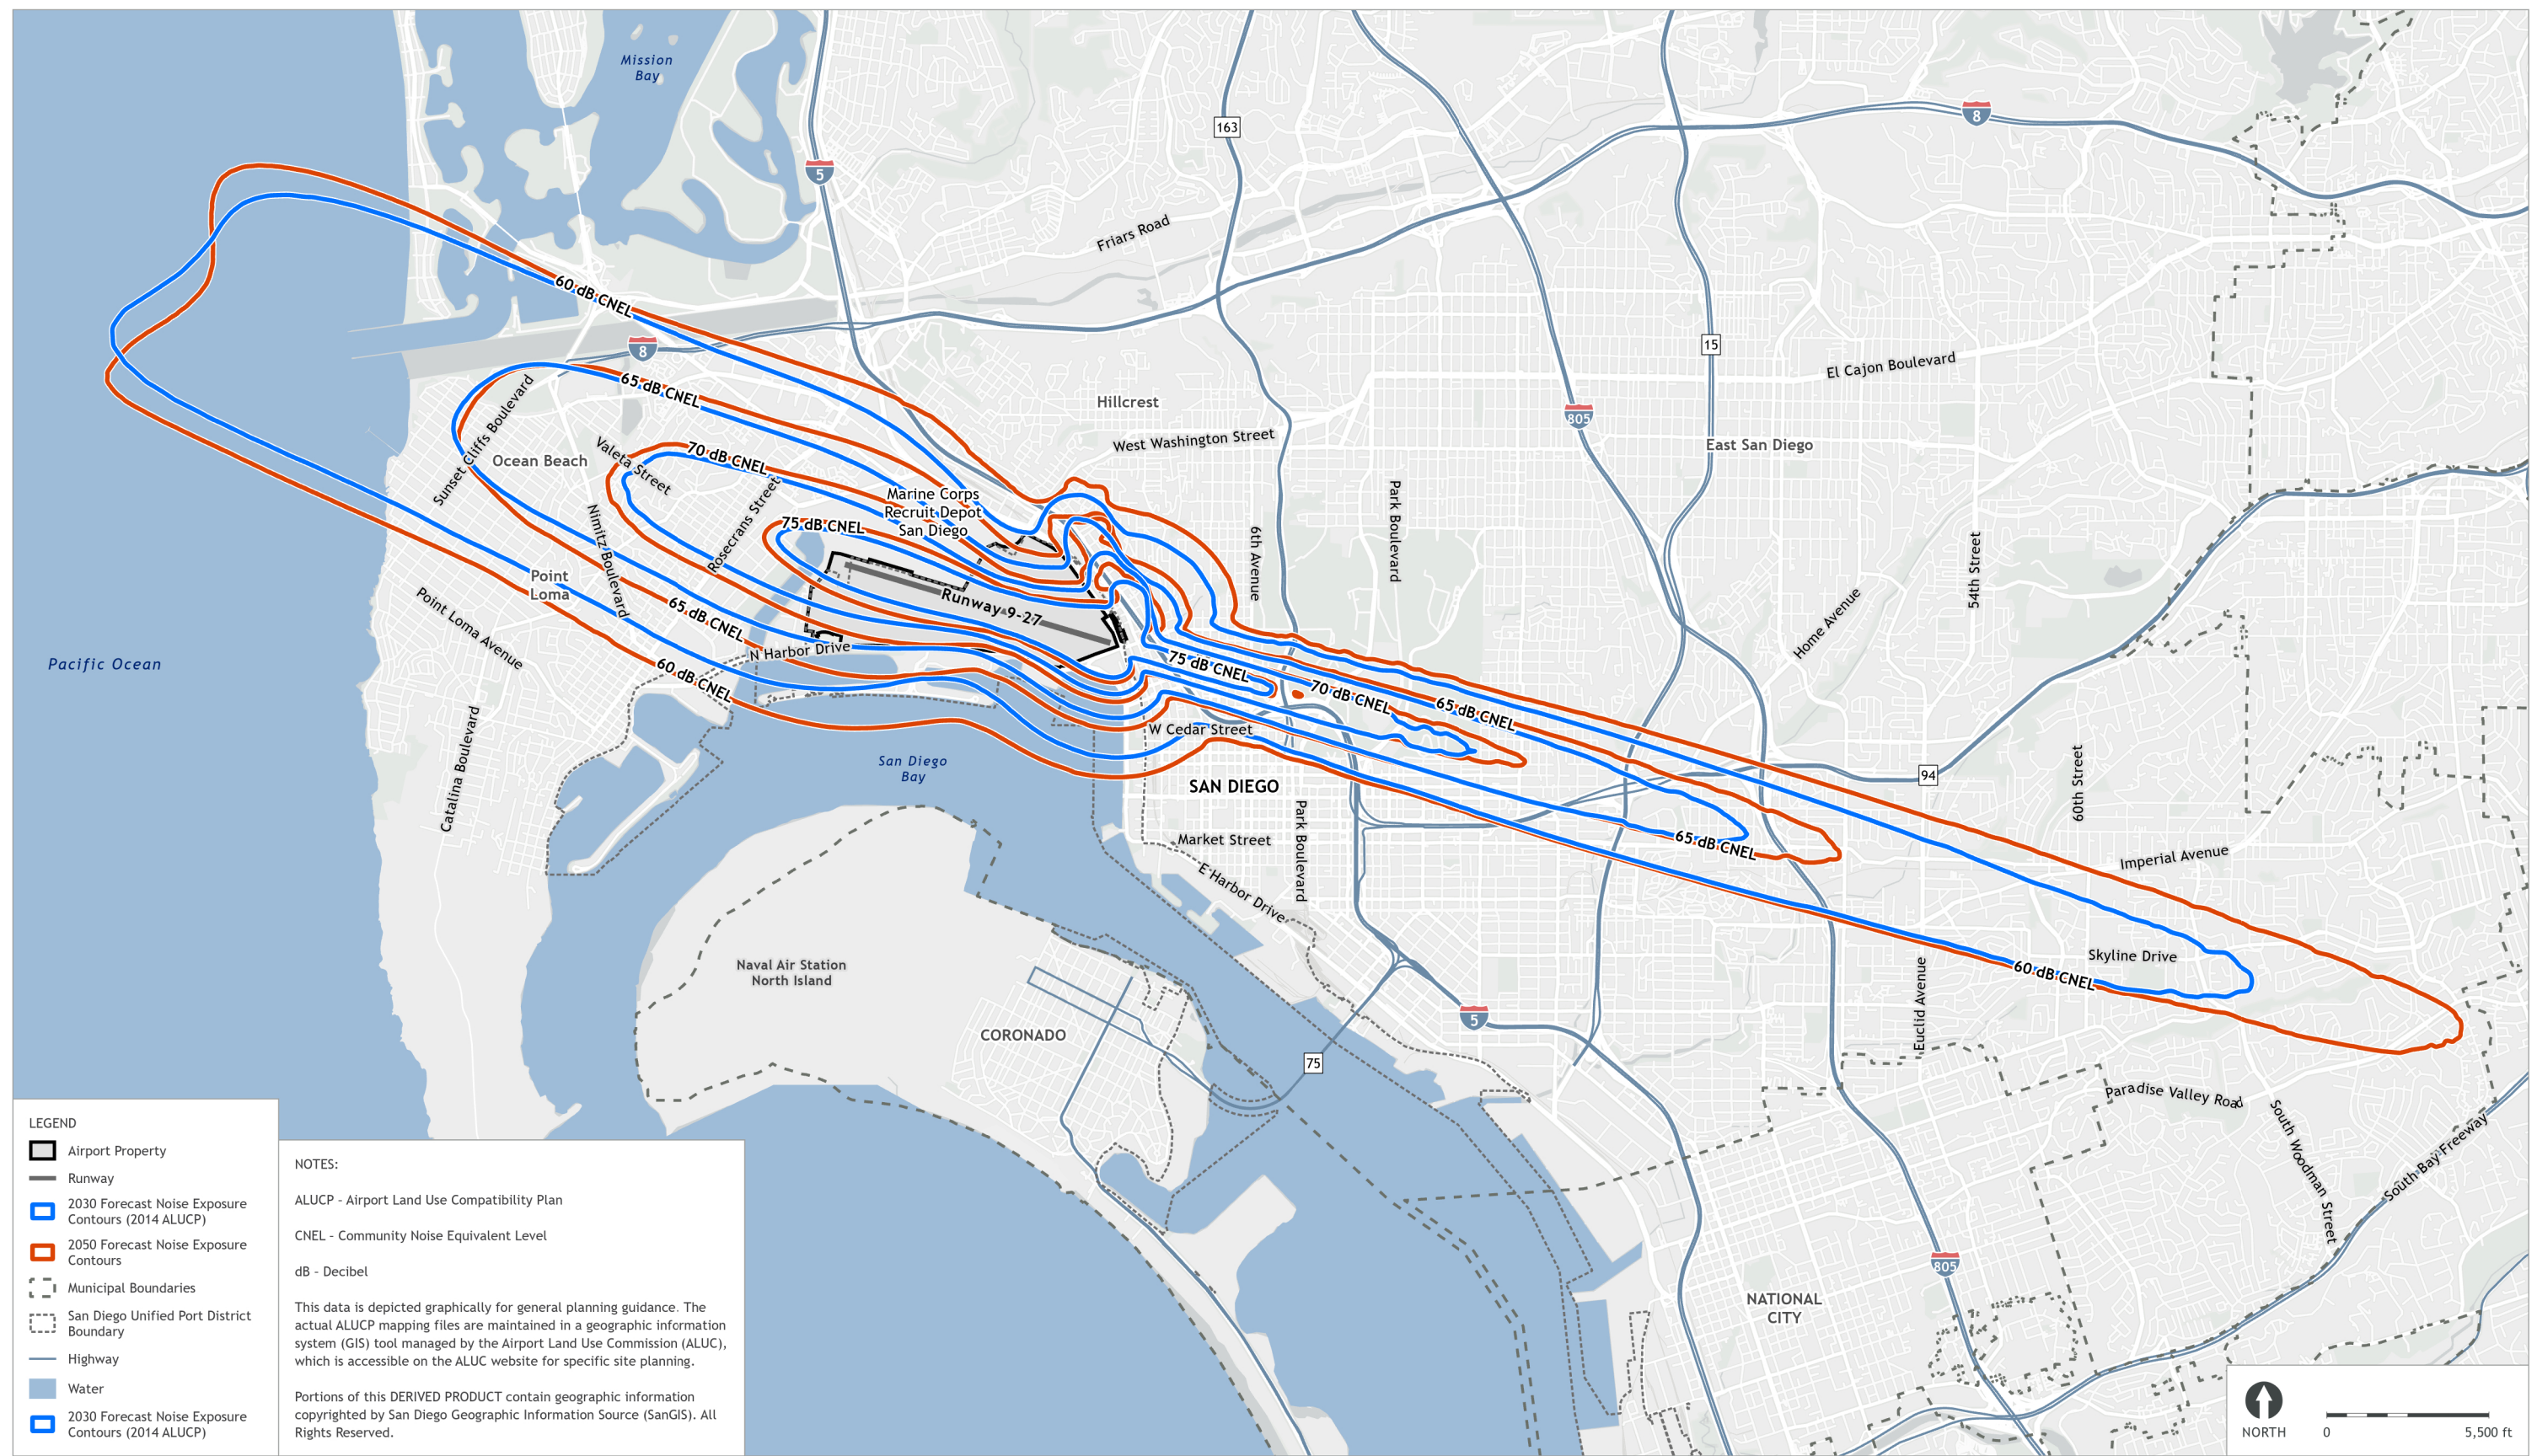 Mission
Bay
163
8
5
Friars Road
60 dB CNEL
15
8
El Cajon Boulevard
65 dB CNEL
Sunset Cliffs Boulevard
Hillcrest
805
West Washington Street
East San Diego
Ocean Beach
Valeta Street
70 dB CNEL
Marine Corps
Recruit Depot
San Diego
Park Boulevard
Rosecrans Street
75 dB CNEL
Nimitz Boulevard
6th Avenue
54th Street
Home Avenue
Point
Loma
Runway 9-27
Point Loma Avenue
65 dB CNEL
N Harbor Drive
Pacific Ocean
60 dB CNEL
75 dB CNEL
70 dB CNEL
65 dB CNEL
W Cedar Street
Catalina Boulevard
San Diego
Bay
SAN DIEGO
94
60th Street
Market Street
Park Boulevard
65 dB CNEL
Imperial Avenue
E Harbor Drive
Naval Air Station
North Island
Skyline Drive
60 dB CNEL
Euclid Avenue
5
CORONADO
75
Paradise Valley Road
South Woodman Street
South Bay Freeway
805
NATIONAL
CITY
LEGEND
Airport Property
Runway
2030 Forecast Noise Exposure
Contours (2014 ALUCP)
2050 Forecast Noise Exposure
Contours
Municipal Boundaries
San Diego Unified Port District
Boundary
Highway
Water
2030 Forecast Noise Exposure
Contours (2014 ALUCP)
NOTES:
ALUCP - Airport Land Use Compatibility Plan
CNEL - Community Noise Equivalent Level
dB - Decibel
This data is depicted graphically for general planning guidance. The
actual ALUCP mapping files are maintained in a geographic information
system (GIS) tool managed by the Airport Land Use Commission (ALUC),
which is accessible on the ALUC website for specific site planning.
Portions of this DERIVED PRODUCT contain geographic information
copyrighted by San Diego Geographic Information Source (SanGIS). All
Rights Reserved.
NORTH
0
5,500 ft